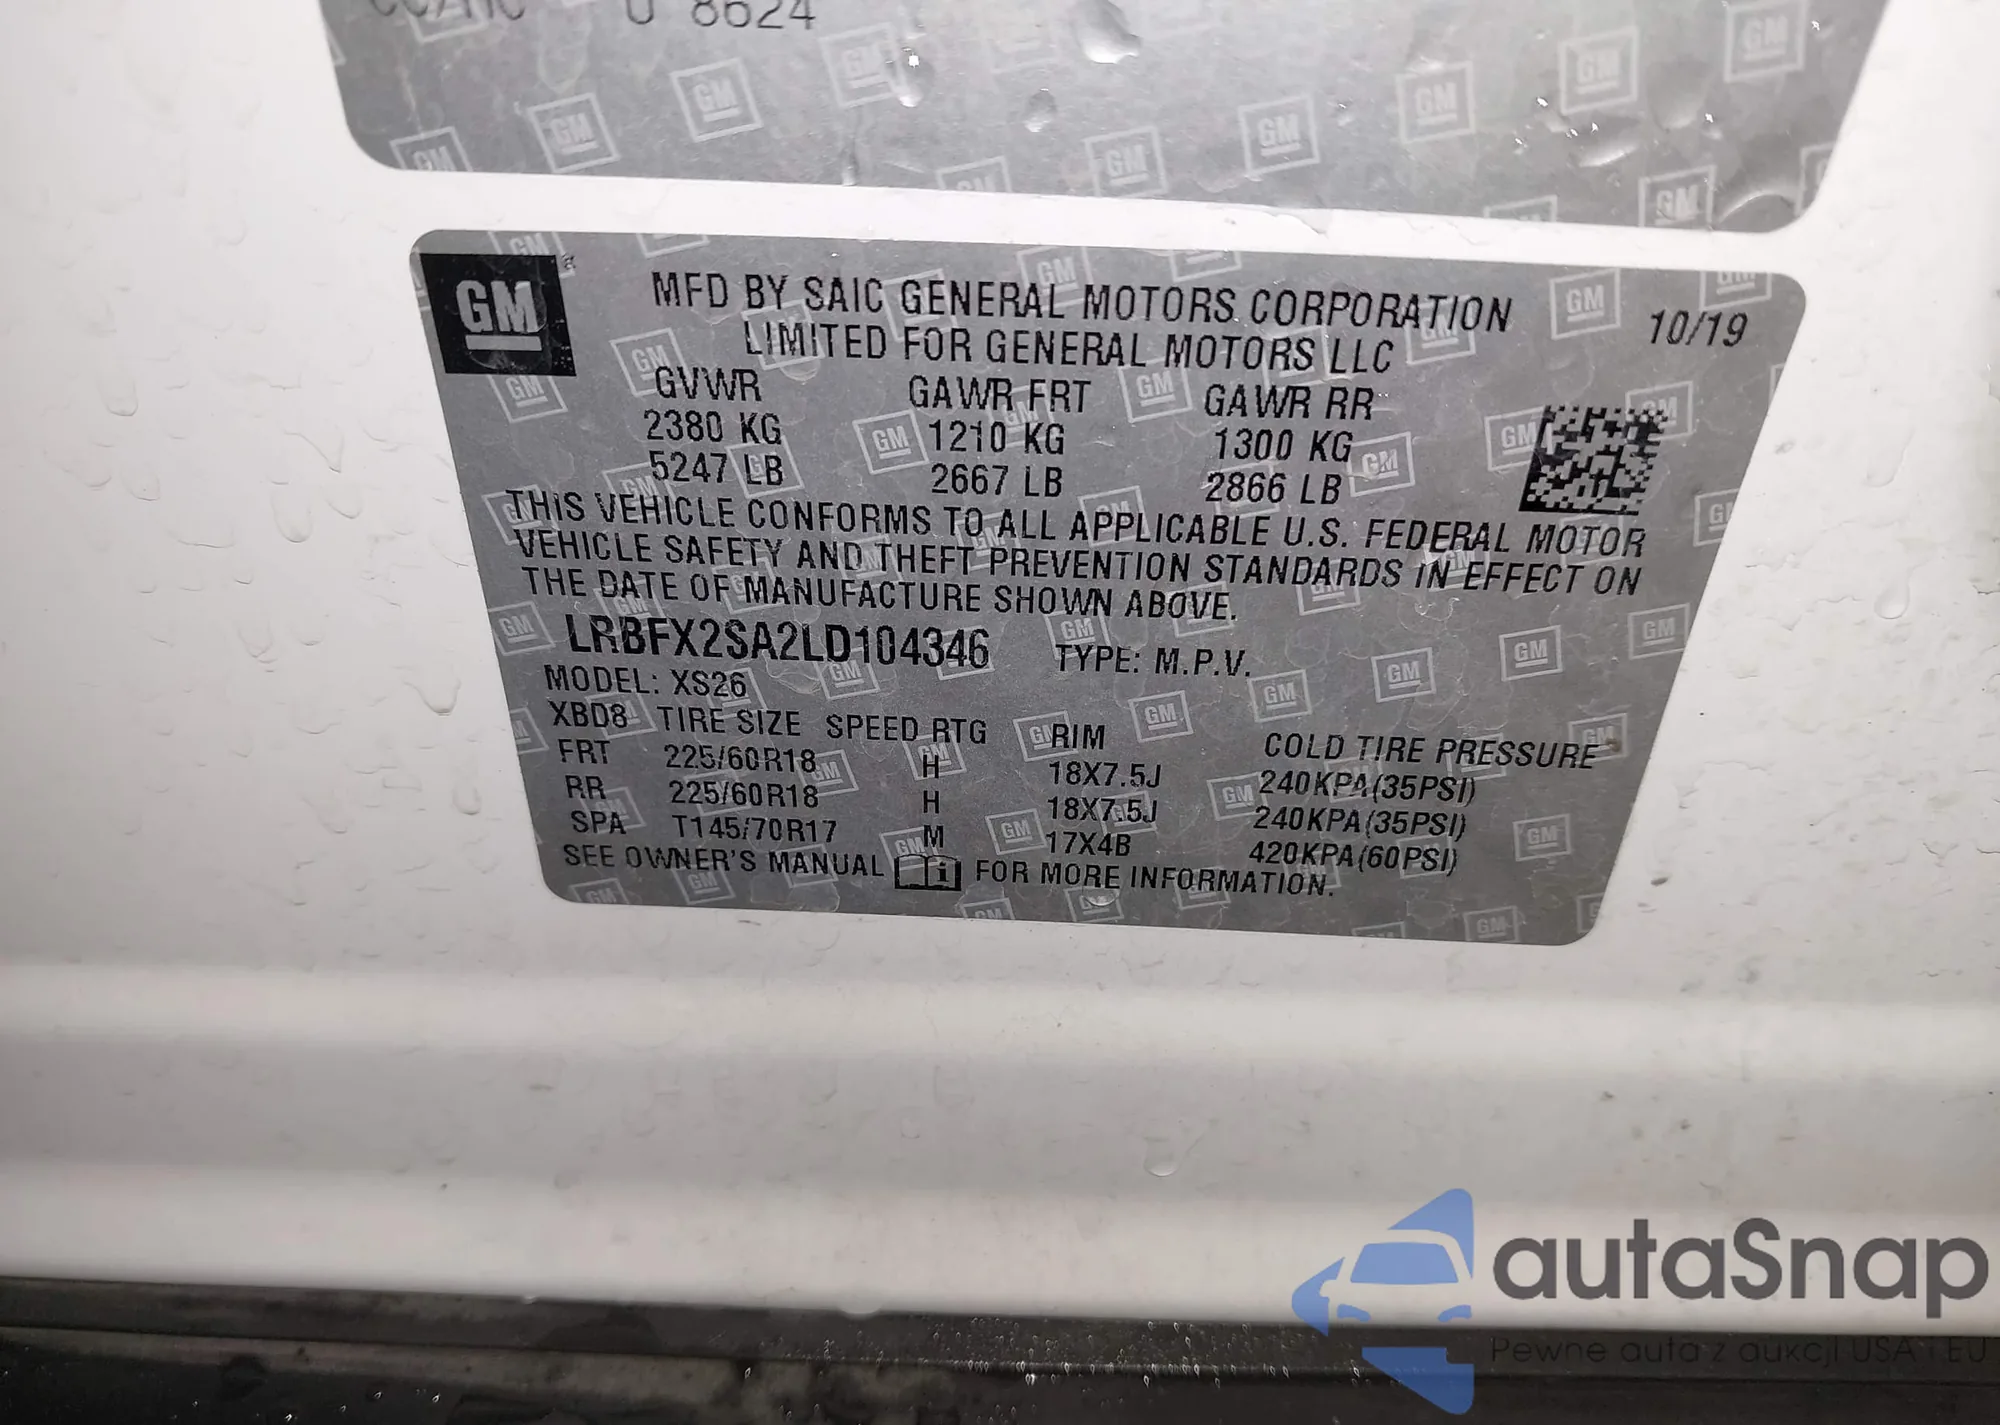 8624
GM
MFD BY SAIC GENERAL MOTORS CORPORATION
LIMITED FOR GENERAL MOTORS LLC
10/19
GVWR GAWR FRT GAWR RR
2380 KG 1210 KG 1300 KG
5247 LB 2667 LB 2866 LB
THIS VEHICLE CONFORMS TO ALL APPLICABLE U.S. FEDERAL MOTOR
VEHICLE SAFETY AND THEFT PREVENTION STANDARDS IN EFFECT ON
THE DATE OF MANUFACTURE SHOWN ABOVE.
LRBFX2SA2LD104346 TYPE: M.P.V.
MODEL: XS26
XBD8 TIRE SIZE SPEED RTG RIM COLD TIRE PRESSURE
FRT 225/60R18 H 18X7.5J 240KPA(35PSI)
RR 225/60R18 H 18X7.5J 240KPA(35PSI)
SPA T145/70R17 M 17X4B 420KPA(60PSI)
SEE OWNER'S MANUAL i FOR MORE INFORMATION.
autaSnap
Pewne auta z aukcji USA i EU